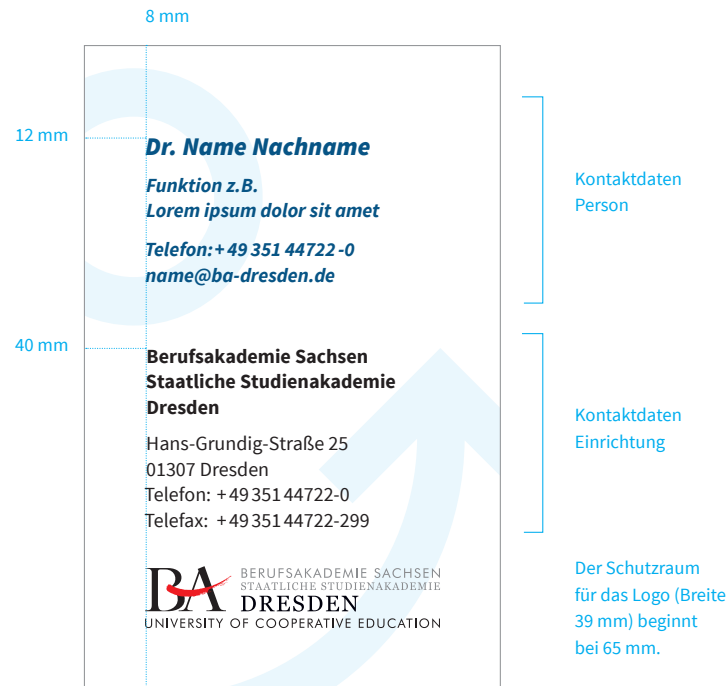 8 mm
12 mm
Dr. Name Nachname
Funktion z.B.
Lorem ipsum dolor sit amet
Telefon:+49 351 44722-0
name@ba-dresden.de
Kontaktdaten
Person
40 mm
Berufsakademie Sachsen
Staatliche Studienakademie
Dresden
Hans-Grundig-Straße 25
01307 Dresden
Telefon: +49 351 44722-0
Telefax: +49 351 44722-299
Kontaktdaten
Einrichtung
BA
BERUFSAKADEMIE SACHSEN
STAATLICHE STUDIENAKADEMIE
DRESDEN
UNIVERSITY OF COOPERATIVE EDUCATION
Der Schutzraum
für das Logo (Breite
39 mm) beginnt
bei 65 mm.